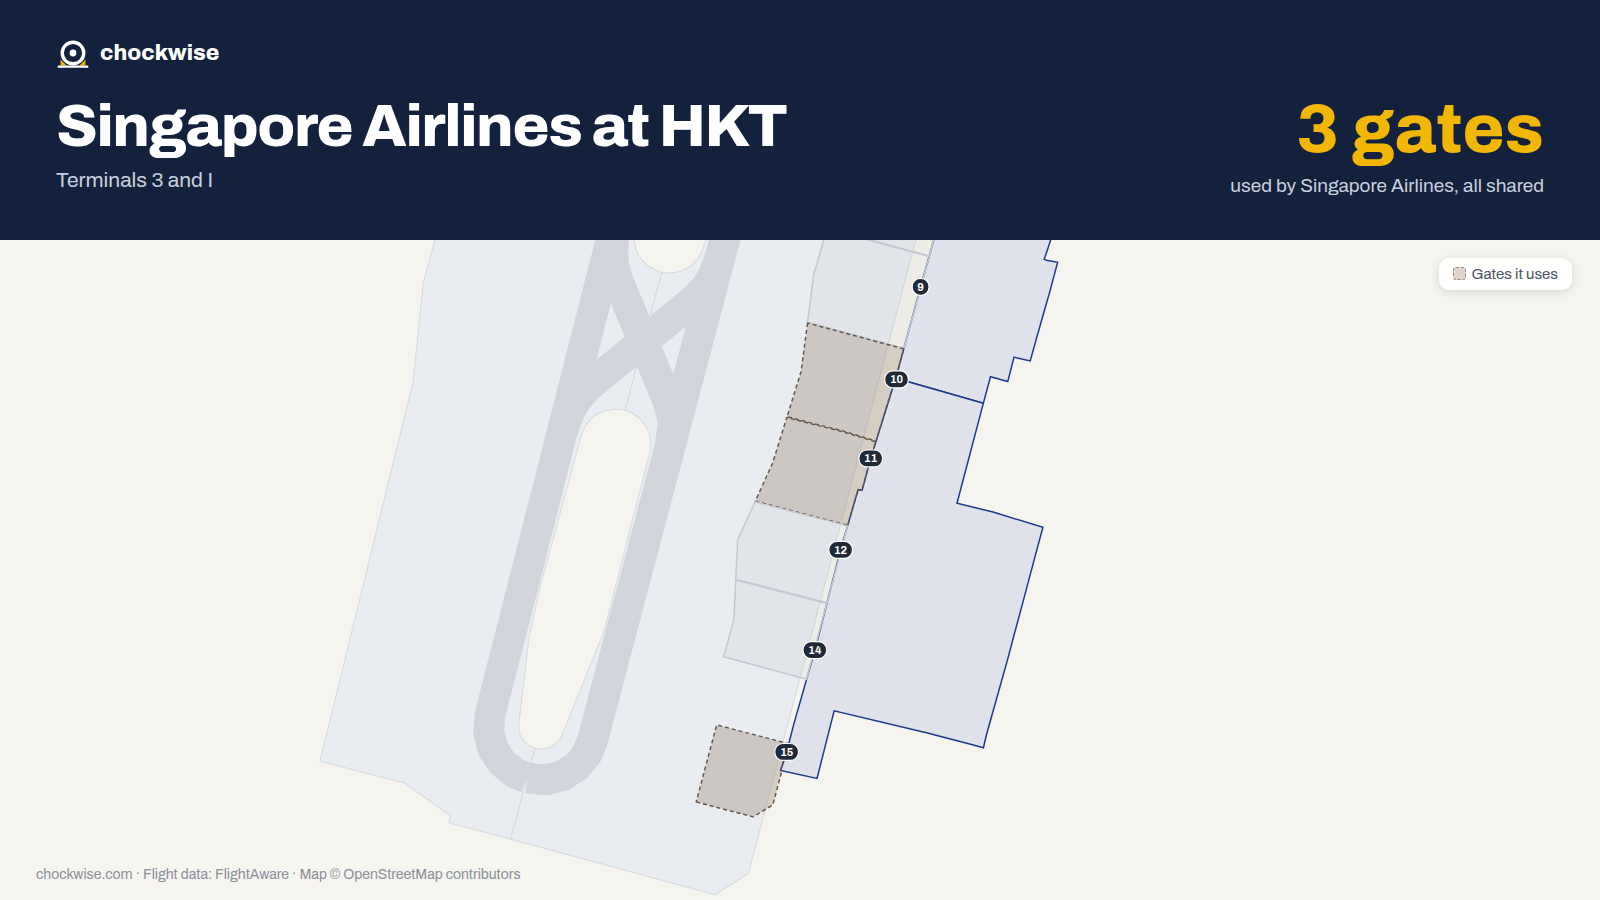 chockwise
Singapore Airlines at HKT
Terminals 3 and I
3 gates
used by Singapore Airlines, all shared
Gates it uses
9
10
11
12
14
15
chockwise.com · Flight data: FlightAware · Map © OpenStreetMap contributors